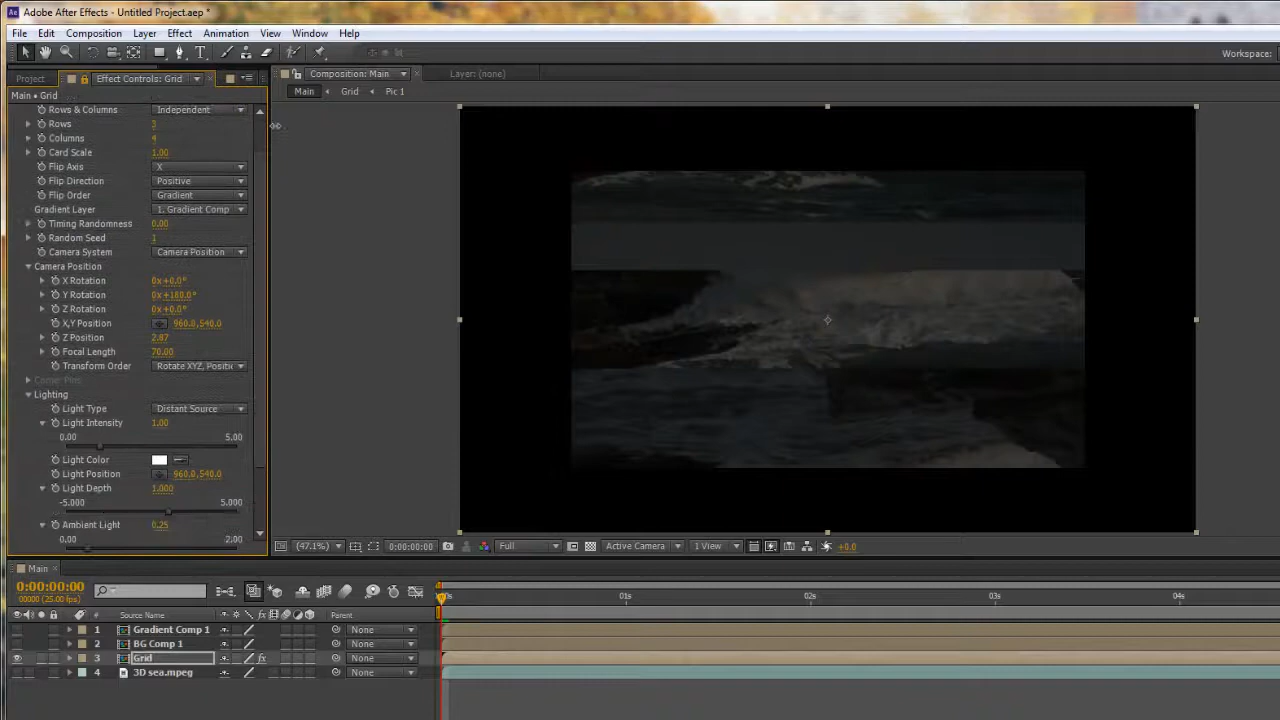 Adobe After Effects - Untitled Project.aep *
File Edit Composition Layer Effect Animation View Window Help
Workspace:
Project Effect Controls: Grid Composition: Main Layer: (none)
Main • Grid Main Grid Pic 1
Rows & Columns Independent
Rows 3
Columns 4
Card Scale 1.00
Flip Axis X
Flip Direction Positive
Flip Order Gradient
Gradient Layer 1. Gradient Comp
Timing Randomness 0.00
Random Seed 1
Camera System Camera Position
Camera Position
X Rotation 0x+0.0°
Y Rotation 0x+180.0°
Z Rotation 0x+0.0°
X,Y Position 960.0,540.0
Z Position 2.87
Focal Length 70.00
Transform Order Rotate XYZ, Positic
Corner Pins
Lighting
Light Type Distant Source
Light Intensity 1.00
0.00 5.00
Light Color
Light Position 960.0,540.0
Light Depth 1.000
-5.000 5.000
Ambient Light 0.25
0.00 2.00
(47.1%) 0:00:00:00 Full Active Camera 1 View +0.0
Main
0:00:00:00
00000 (25.00 fps)
01s 02s 03s 04s
# Source Name fx Parent
1 Gradient Comp 1 None
2 BG Comp 1 None
3 Grid fx None
4 3D sea.mpeg None